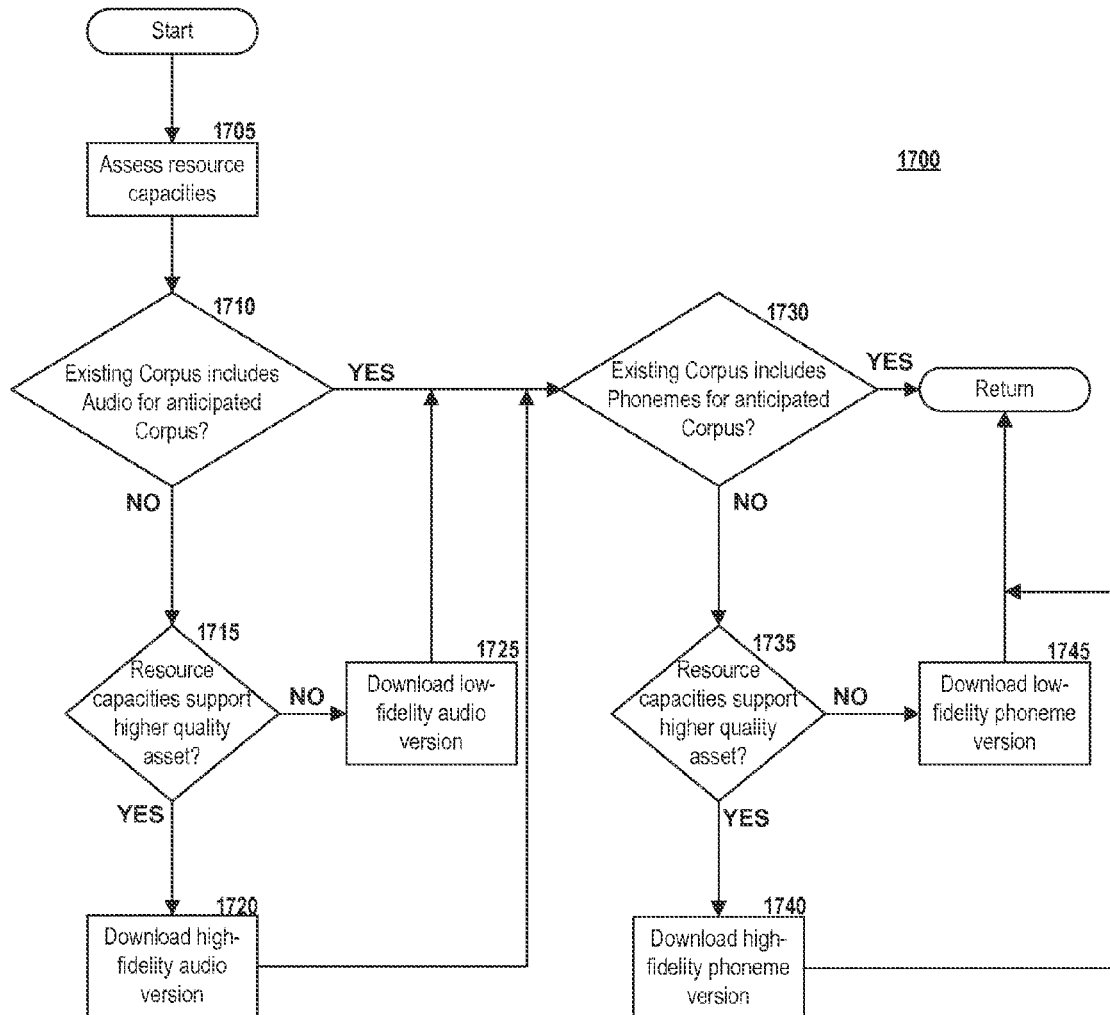 Start
1705
Assess resource
capacities
1700
1710
Existing Corpus includes
Audio for anticipated
Corpus?
YES
NO
1730
Existing Corpus includes
Phonemes for anticipated
Corpus?
YES
NO
Return
1715
Resource
capacities support
higher quality
asset?
NO
YES
1725
Download low-
fidelity audio
version
1735
Resource
capacities support
higher quality
asset?
NO
YES
1745
Download low-
fidelity phoneme
version
1720
Download high-
fidelity audio
version
1740
Download high-
fidelity phoneme
version